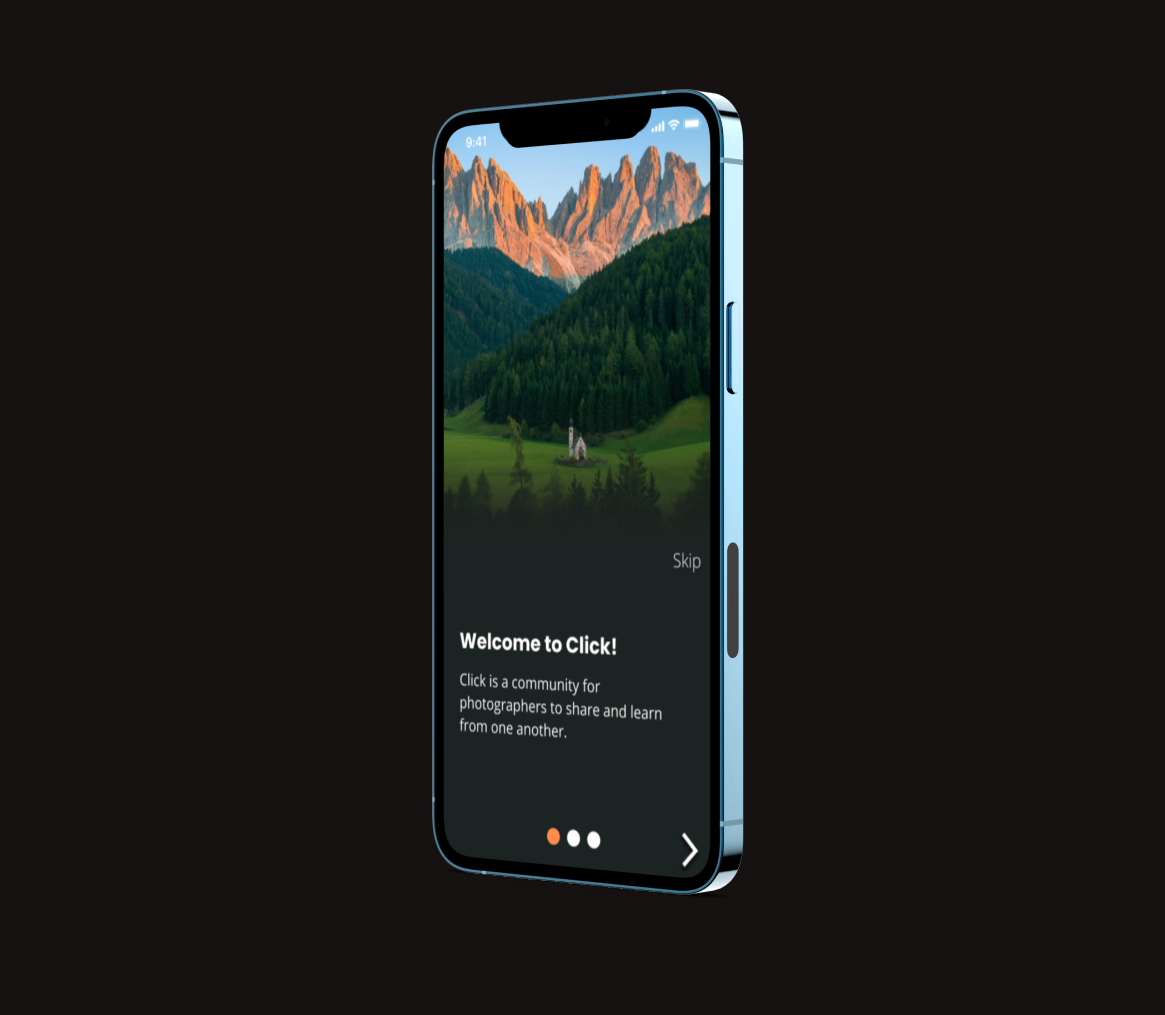 9:41
Skip
Welcome to Click!
Click is a community for
photographers to share and learn
from one another.